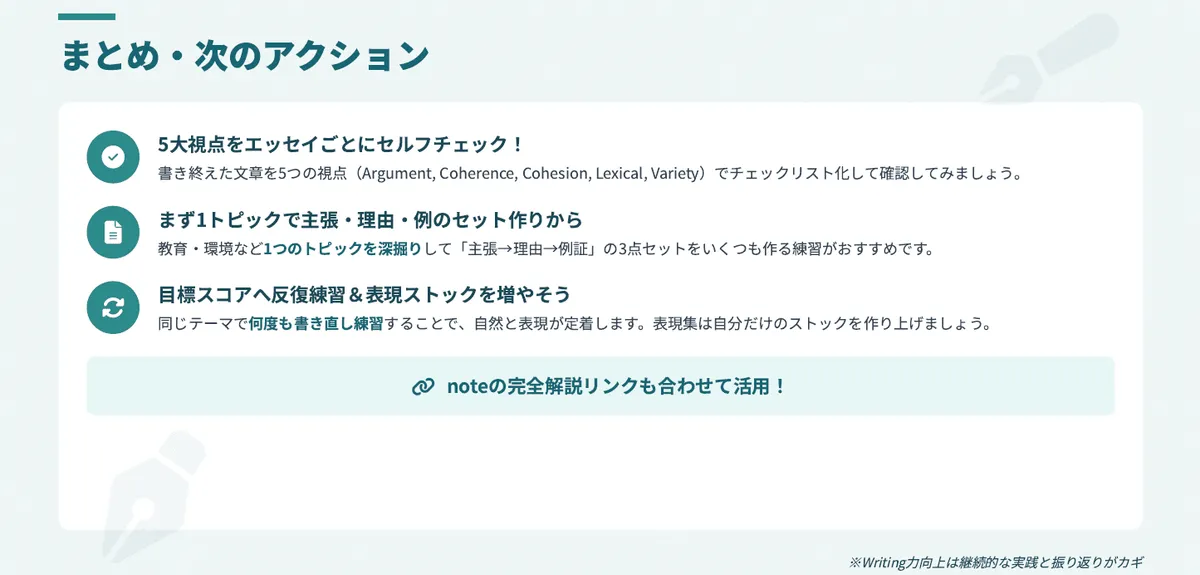 まとめ・次のアクション
5大視点をエッセイごとにセルフチェック！
書き終えた文章を5つの視点（Argument, Coherence, Cohesion, Lexical, Variety）でチェックリスト化して確認してみましょう。
まず1トピックで主張・理由・例のセット作りから
教育・環境など1つのトピックを深掘りして「主張→理由→例証」の3点セットをいくつも作る練習がおすすめです。
目標スコアへ反復練習＆表現ストックを増やそう
同じテーマで何度も書き直し練習することで、自然と表現が定着します。表現集は自分だけのストックを作り上げましょう。
noteの完全解説リンクも合わせて活用！
※Writing力向上は継続的な実践と振り返りがカギ